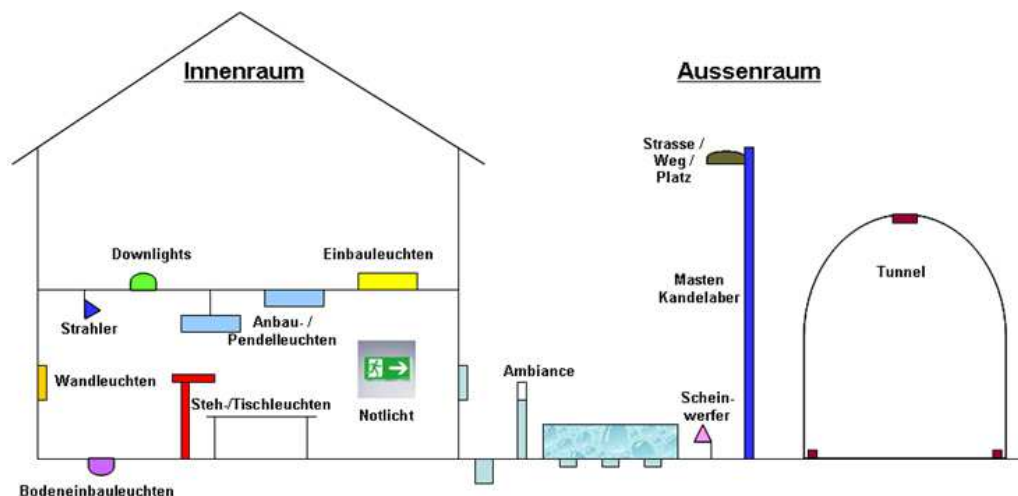 Innenraum
Aussenraum
Strasse /
Weg /
Platz
Downlights
Einbauleuchten
Tunnel
Masten
Kandelaber
Strahler
Anbau- /
Pendelleuchten
Wandleuchten
Ambiance
Steh-/Tischleuchten
Notlicht
Schein-
werfer
Bodeneinbauleuchten